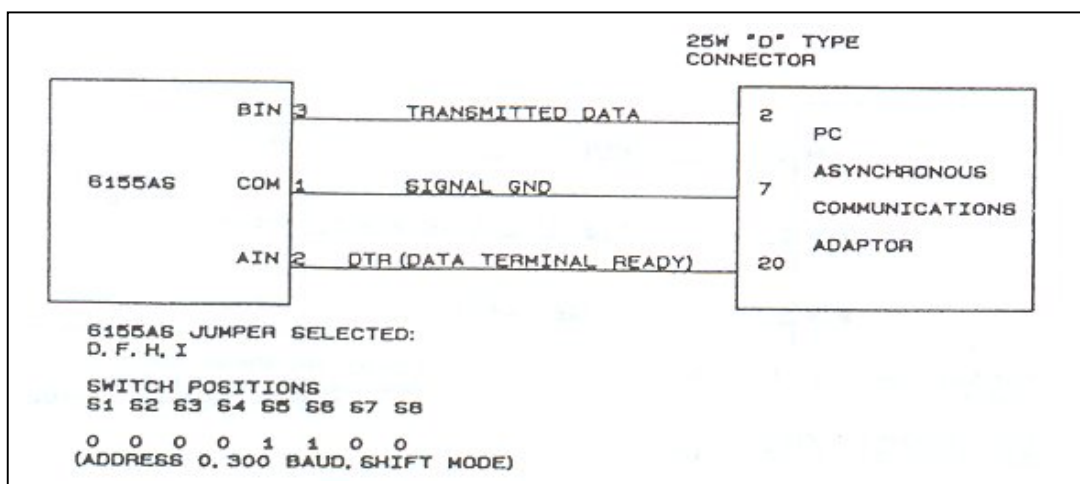 25W "D" TYPE
CONNECTOR
BIN 3 TRANSMITTED DATA 2
PC
6155AS COM 1 SIGNAL GND 7
ASYNCHRONOUS
COMMUNICATIONS
ADAPTOR
AIN 2 DTR (DATA TERMINAL READY) 20
6155AS JUMPER SELECTED:
D, F, H, I
SWITCH POSITIONS
S1 S2 S3 S4 S5 S6 S7 S8
0 0 0 0 1 1 0 0
(ADDRESS 0, 300 BAUD, SHIFT MODE)